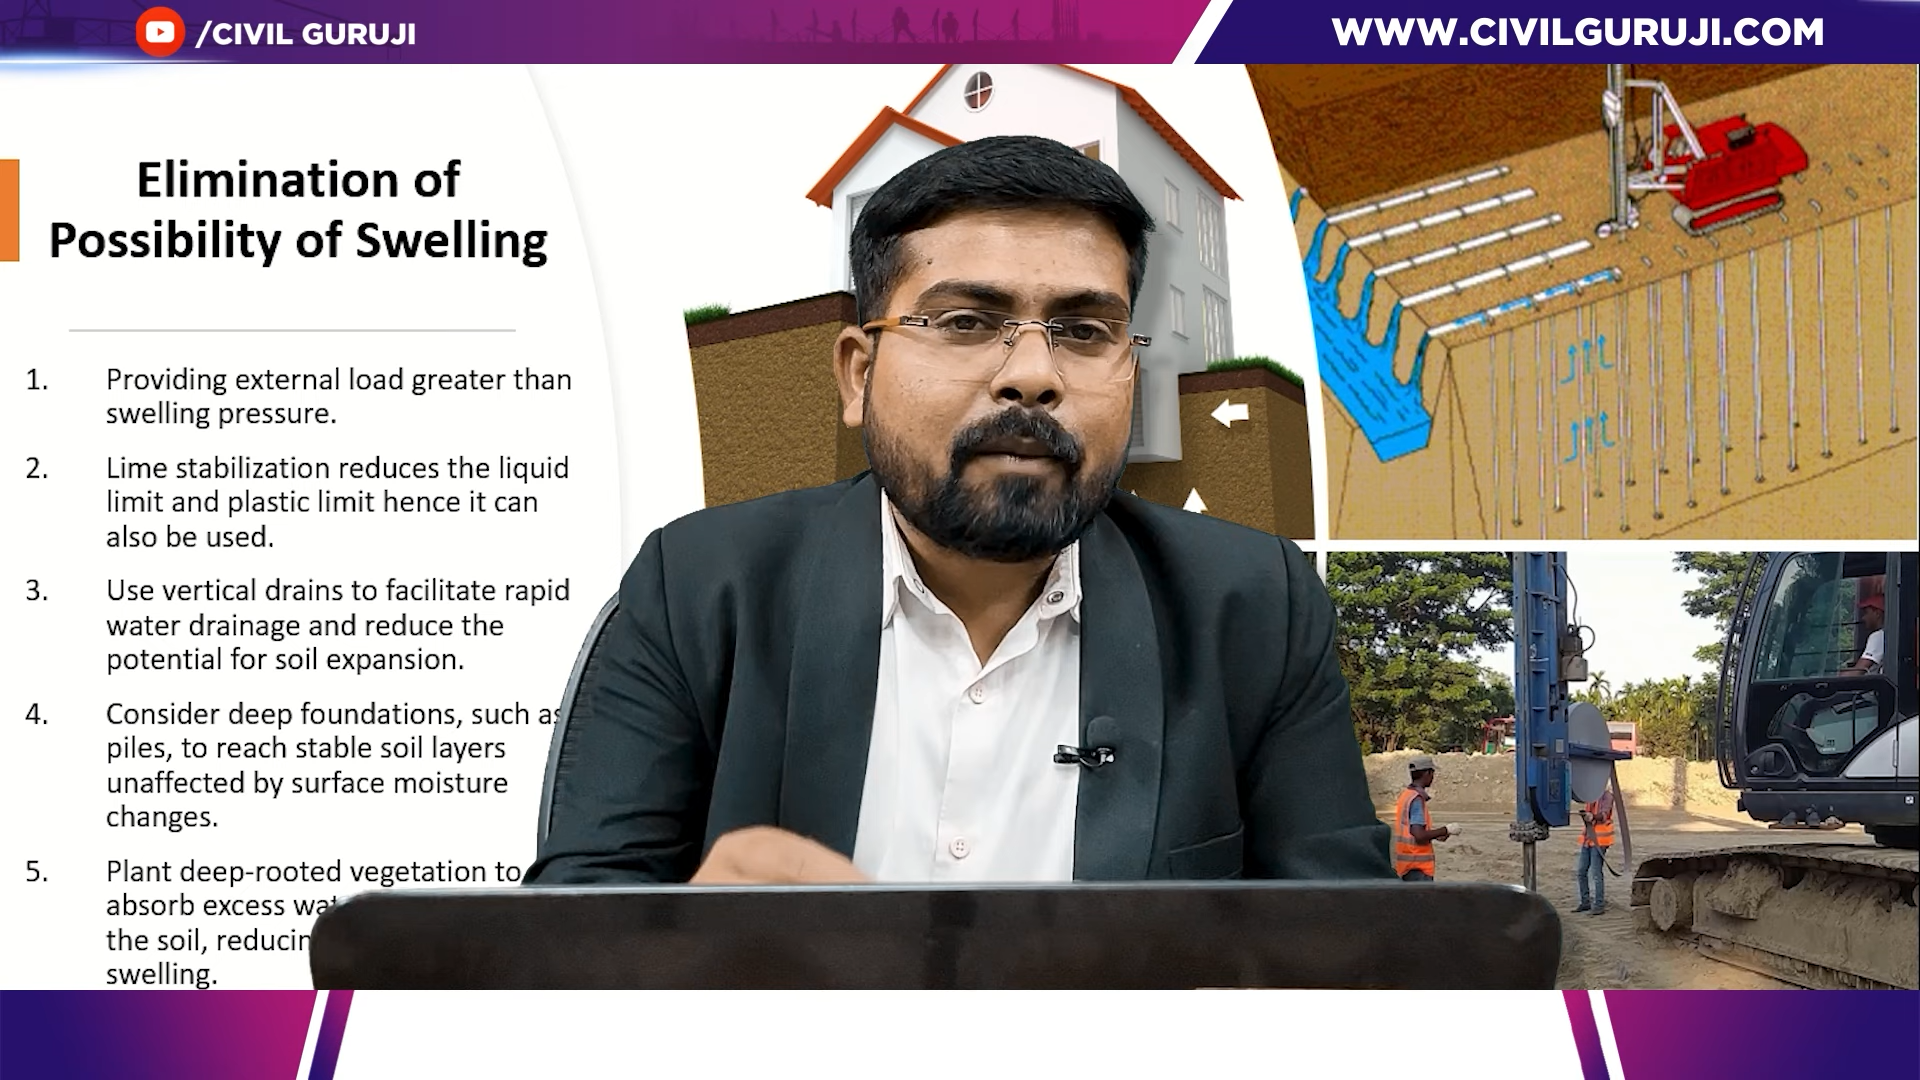 /CIVIL GURUJI
WWW.CIVILGURUJI.COM
Elimination of
Possibility of Swelling
1. Providing external load greater than
swelling pressure.
2. Lime stabilization reduces the liquid
limit and plastic limit hence it can
also be used.
3. Use vertical drains to facilitate rapid
water drainage and reduce the
potential for soil expansion.
4. Consider deep foundations, such as
piles, to reach stable soil layers
unaffected by surface moisture
changes.
5. Plant deep-rooted vegetation to
absorb excess
the soil,
swelling.